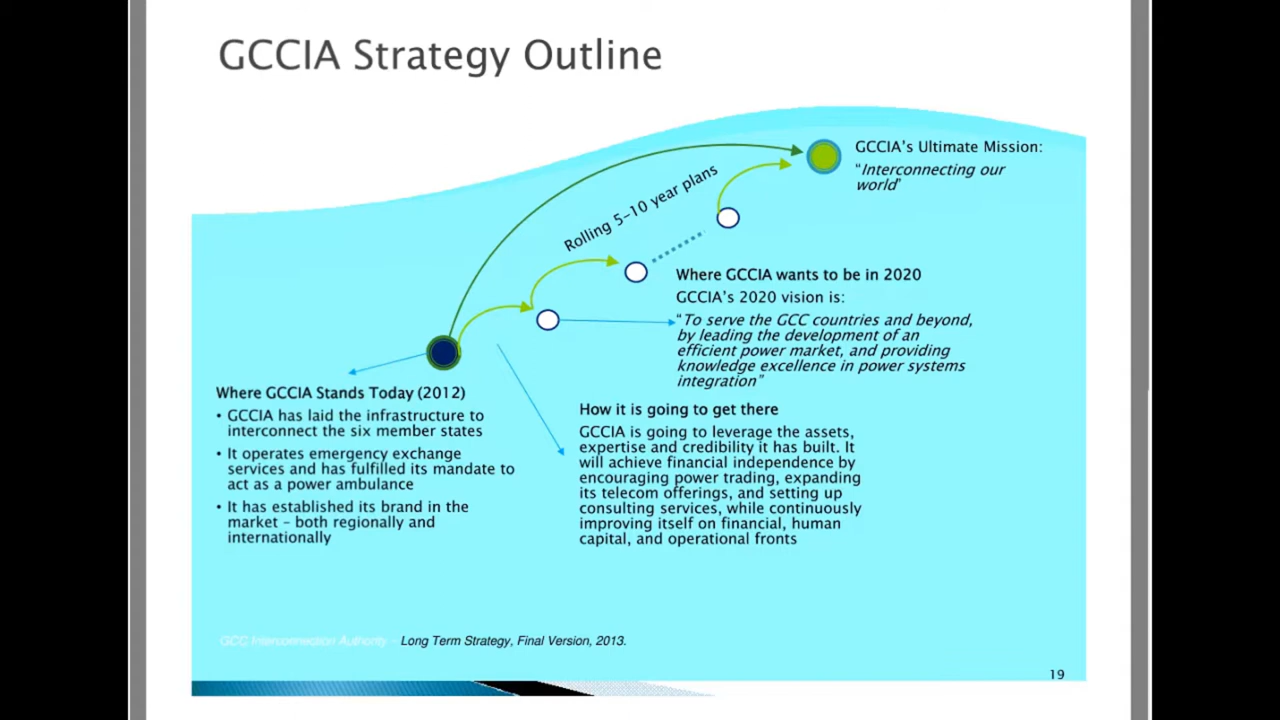 GCCIA Strategy Outline
GCCIA's Ultimate Mission:
"Interconnecting our
world"
Rolling 5-10 year plans
Where GCCIA wants to be in 2020
GCCIA's 2020 vision is:
"To serve the GCC countries and beyond,
by leading the development of an
efficient power market, and providing
knowledge excellence in power systems
integration"
Where GCCIA Stands Today (2012)
• GCCIA has laid the infrastructure to
interconnect the six member states
• It operates emergency exchange
services and has fulfilled its mandate to
act as a power ambulance
• It has established its brand in the
market – both regionally and
internationally
How it is going to get there
GCCIA is going to leverage the assets,
expertise and credibility it has built. It
will achieve financial independence by
encouraging power trading, expanding
its telecom offerings, and setting up
consulting services, while continuously
improving itself on financial, human
capital, and operational fronts
GCC Interconnection Authority – Long Term Strategy, Final Version, 2013.
19